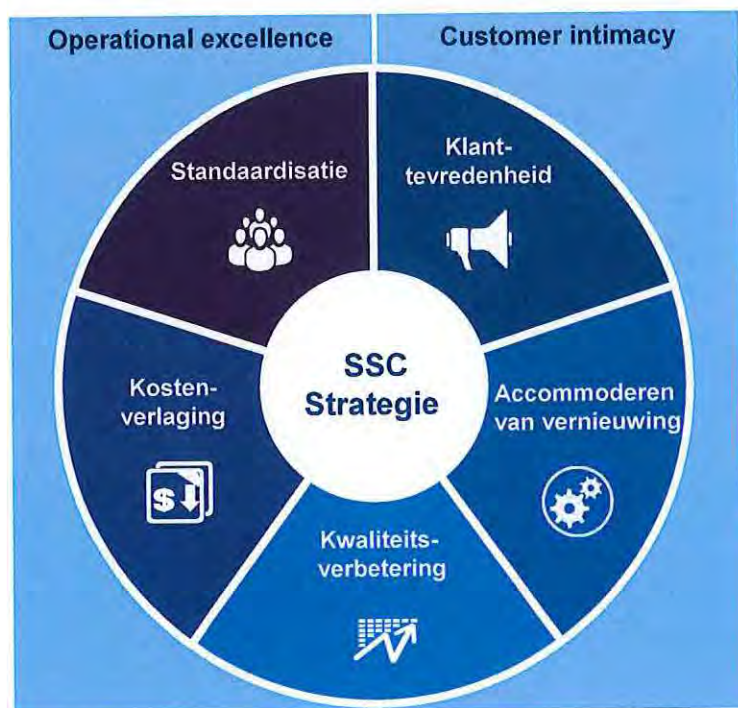 Operational excellence
Customer intimacy
Standaardisatie
Klant-
tevredenheid
SSC
Strategie
Kosten-
verlaging
Accommoderen
van vernieuwing
Kwaliteits-
verbetering
$